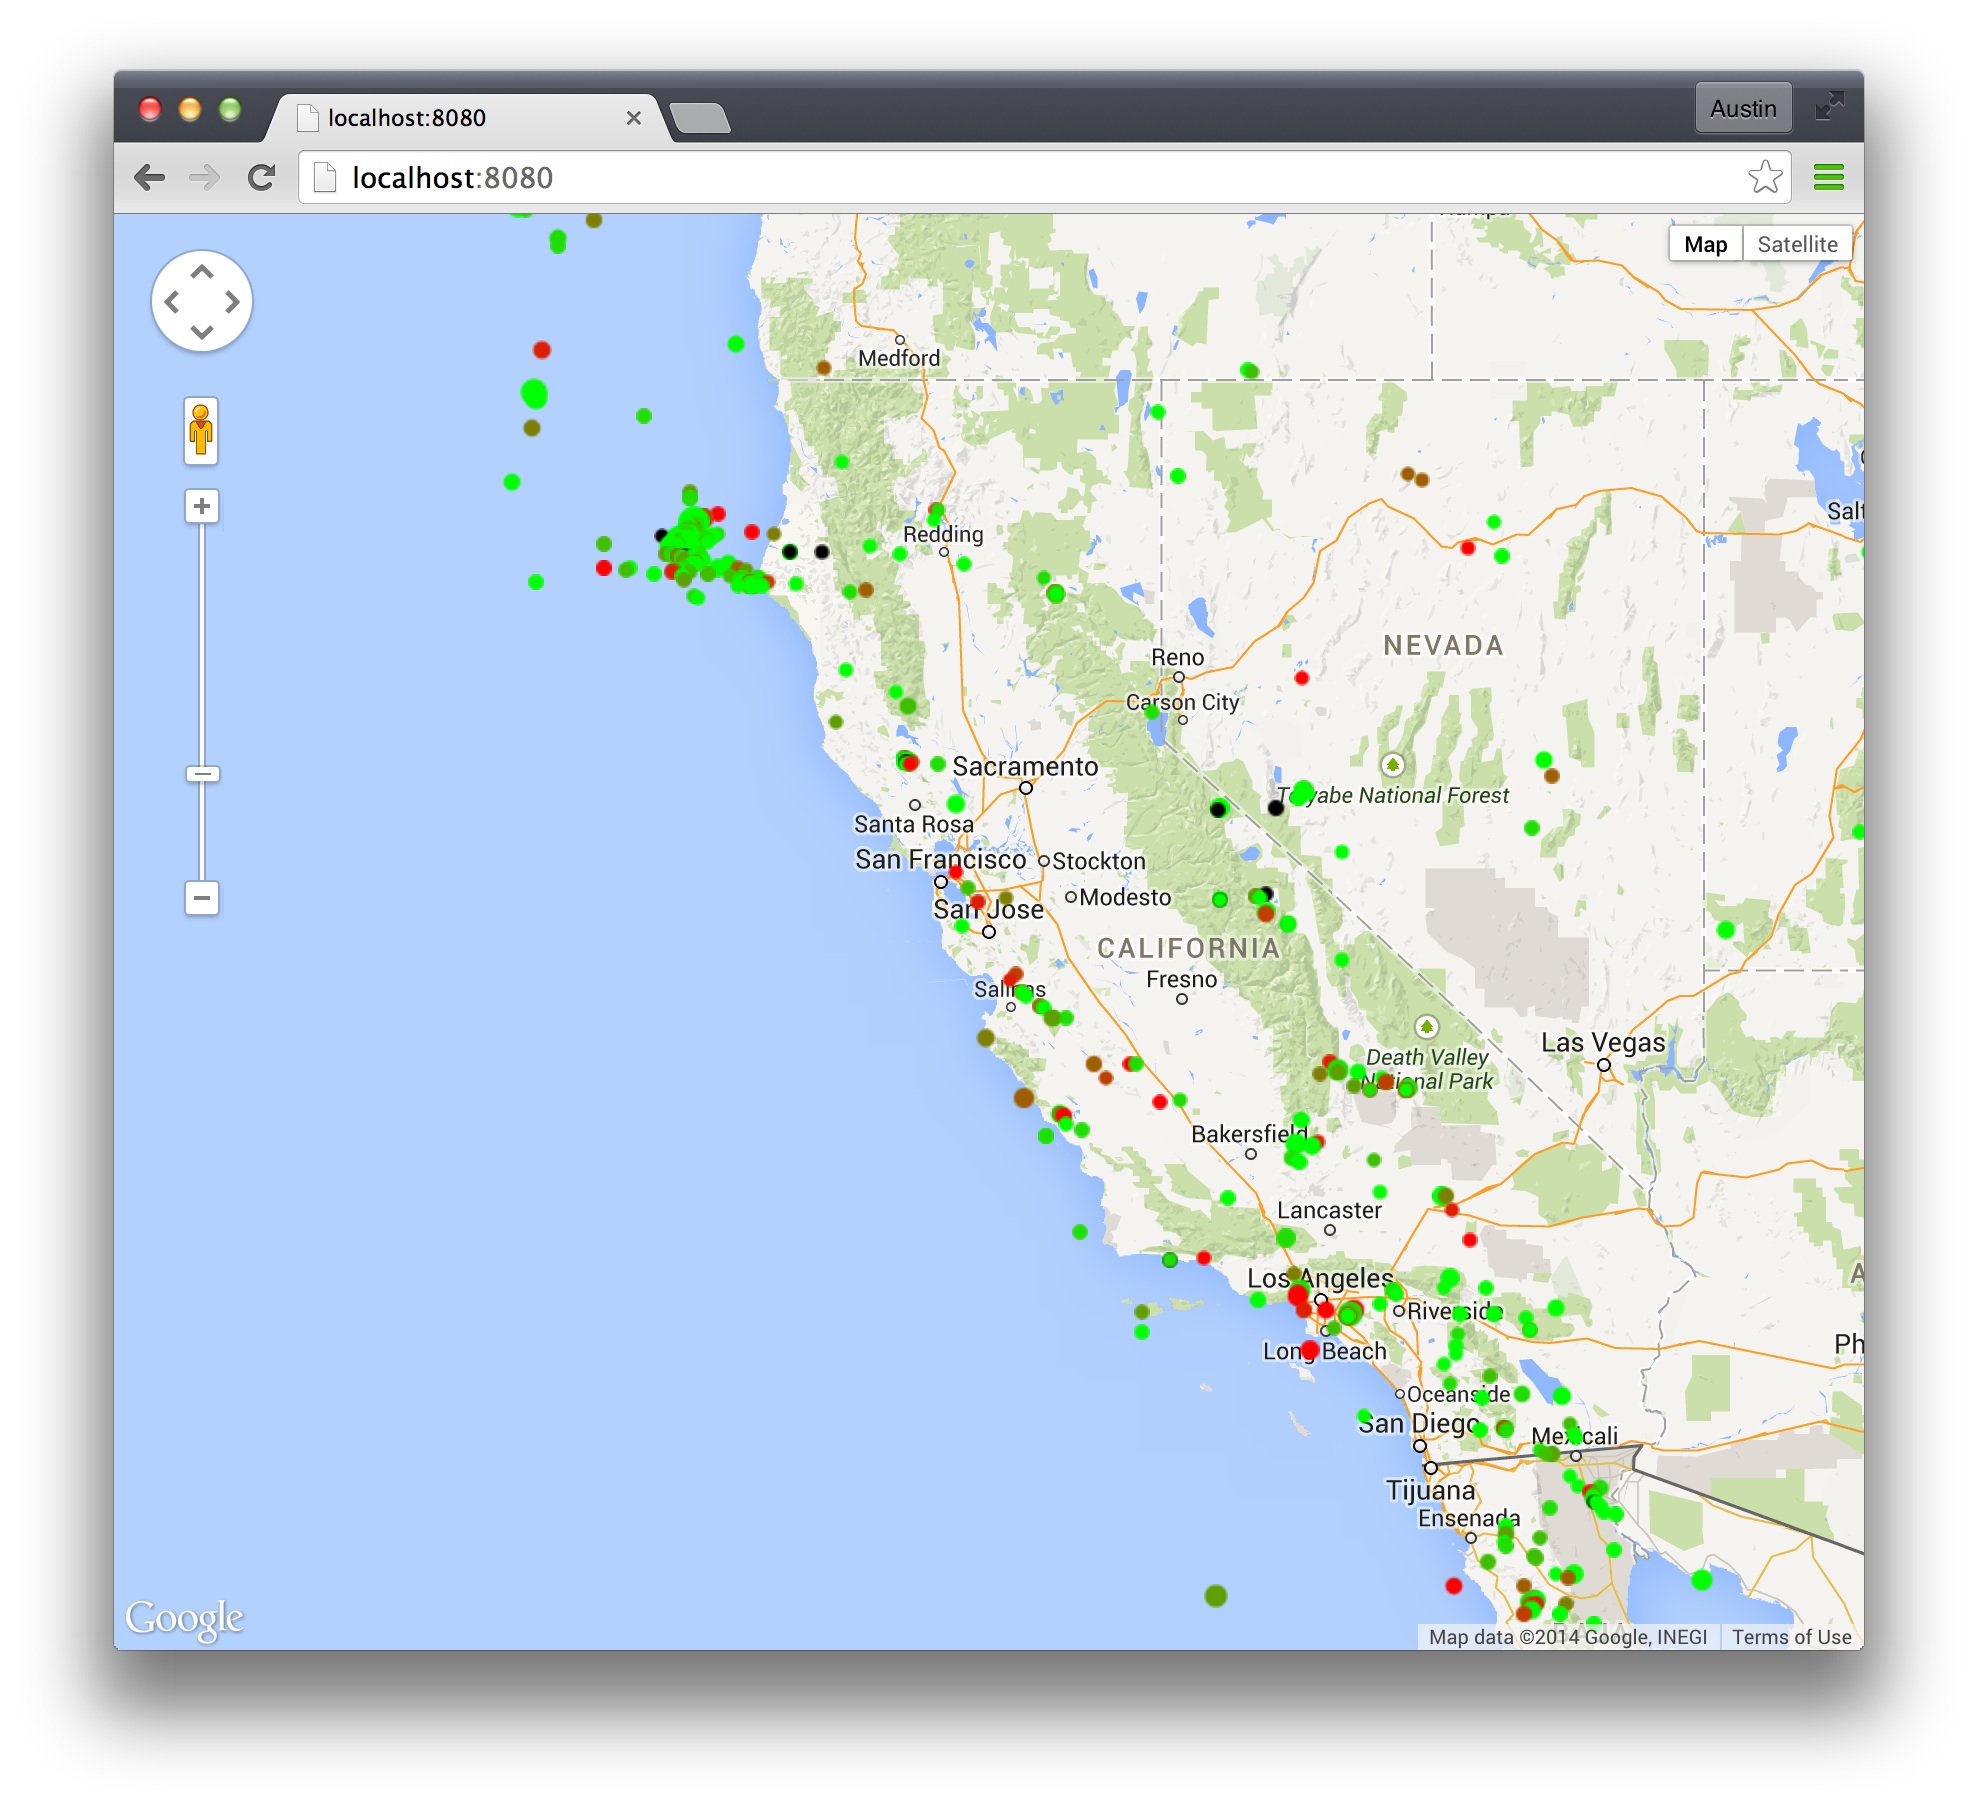 localhost:8080
Austin
localhost:8080
Map
Satellite
Medford
Redding
Salt
NEVADA
Reno
Carson City
Sacramento
Toiyabe National Forest
Santa Rosa
San Francisco
Stockton
Modesto
San Jose
CALIFORNIA
Fresno
Salinas
Las Vegas
Death Valley
National Park
Bakersfield
Lancaster
Los Angeles
A
Riverside
Long Beach
Ph
Oceanside
San Diego
Mexicali
Tijuana
Ensenada
Google
Map data ©2014 Google, INEGI
Terms of Use